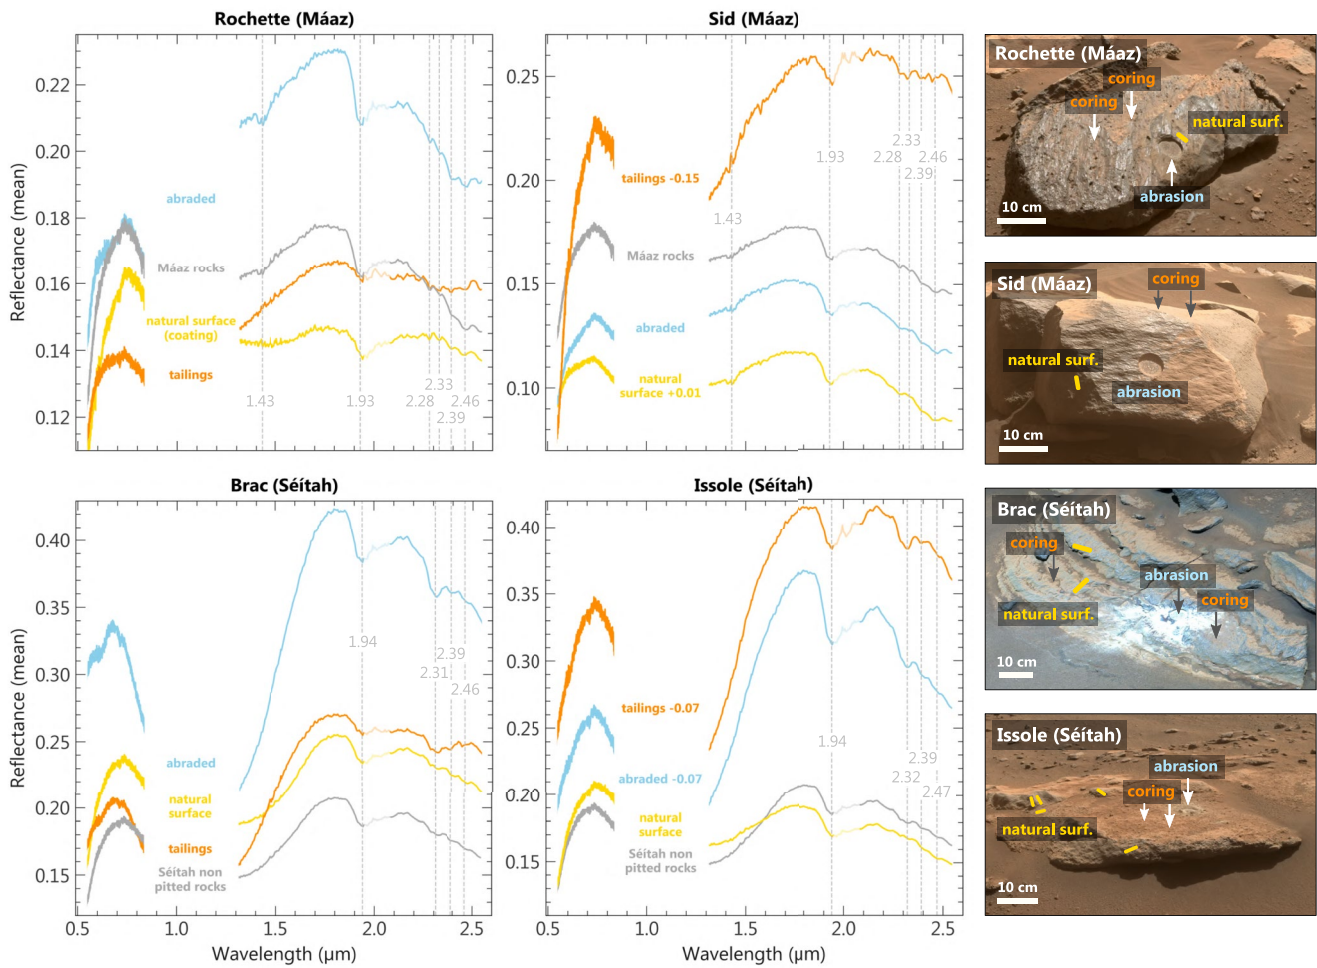 Rochette (Máaz)
0.22
0.20
0.18
0.16
0.14
0.12
Reflectance (mean)
abraded
Máaz rocks
natural surface
(coating)
tailings
1.43
1.93
2.28
2.33
2.39
2.46
Sid (Máaz)
0.25
0.20
0.15
0.10
tailings -0.15
Máaz rocks
abraded
natural
surface +0.01
1.43
1.93
2.28
2.33
2.39
2.46
Rochette (Máaz)
coring
coring
natural surf.
abrasion
10 cm
Sid (Máaz)
coring
natural surf.
abrasion
10 cm
Brac (Séítah)
0.40
0.35
0.30
0.25
0.20
0.15
Reflectance (mean)
abraded
natural
surface
tailings
Séítah non
pitted rocks
1.94
2.39
2.31
2.46
0.5
1.0
1.5
2.0
2.5
Wavelength (μm)
Issole (Séítah)
0.40
0.35
0.30
0.25
0.20
0.15
tailings -0.07
abraded -0.07
natural
surface
Séítah non
pitted rocks
1.94
2.39
2.32
2.47
0.5
1.0
1.5
2.0
2.5
Wavelength (μm)
Brac (Séítah)
coring
abrasion
coring
natural surf.
10 cm
Issole (Séítah)
abrasion
coring
natural surf.
10 cm